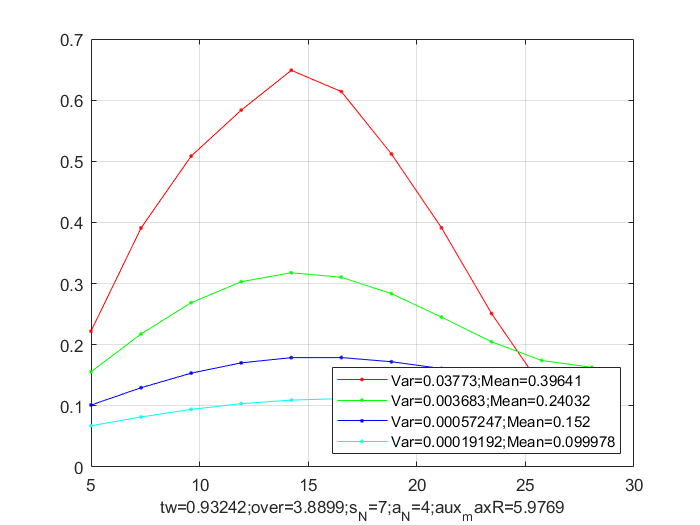 0.7
0.6
0.5
0.4
0.3
0.2
0.1
0
Var=0.03773;Mean=0.39641
Var=0.003683;Mean=0.24032
Var=0.00057247;Mean=0.152
Var=0.00019192;Mean=0.099978
5 10 15 20 25 30
tw=0.93242;over=3.8899;s_N=7;a_N=4;aux_maxR=5.9769